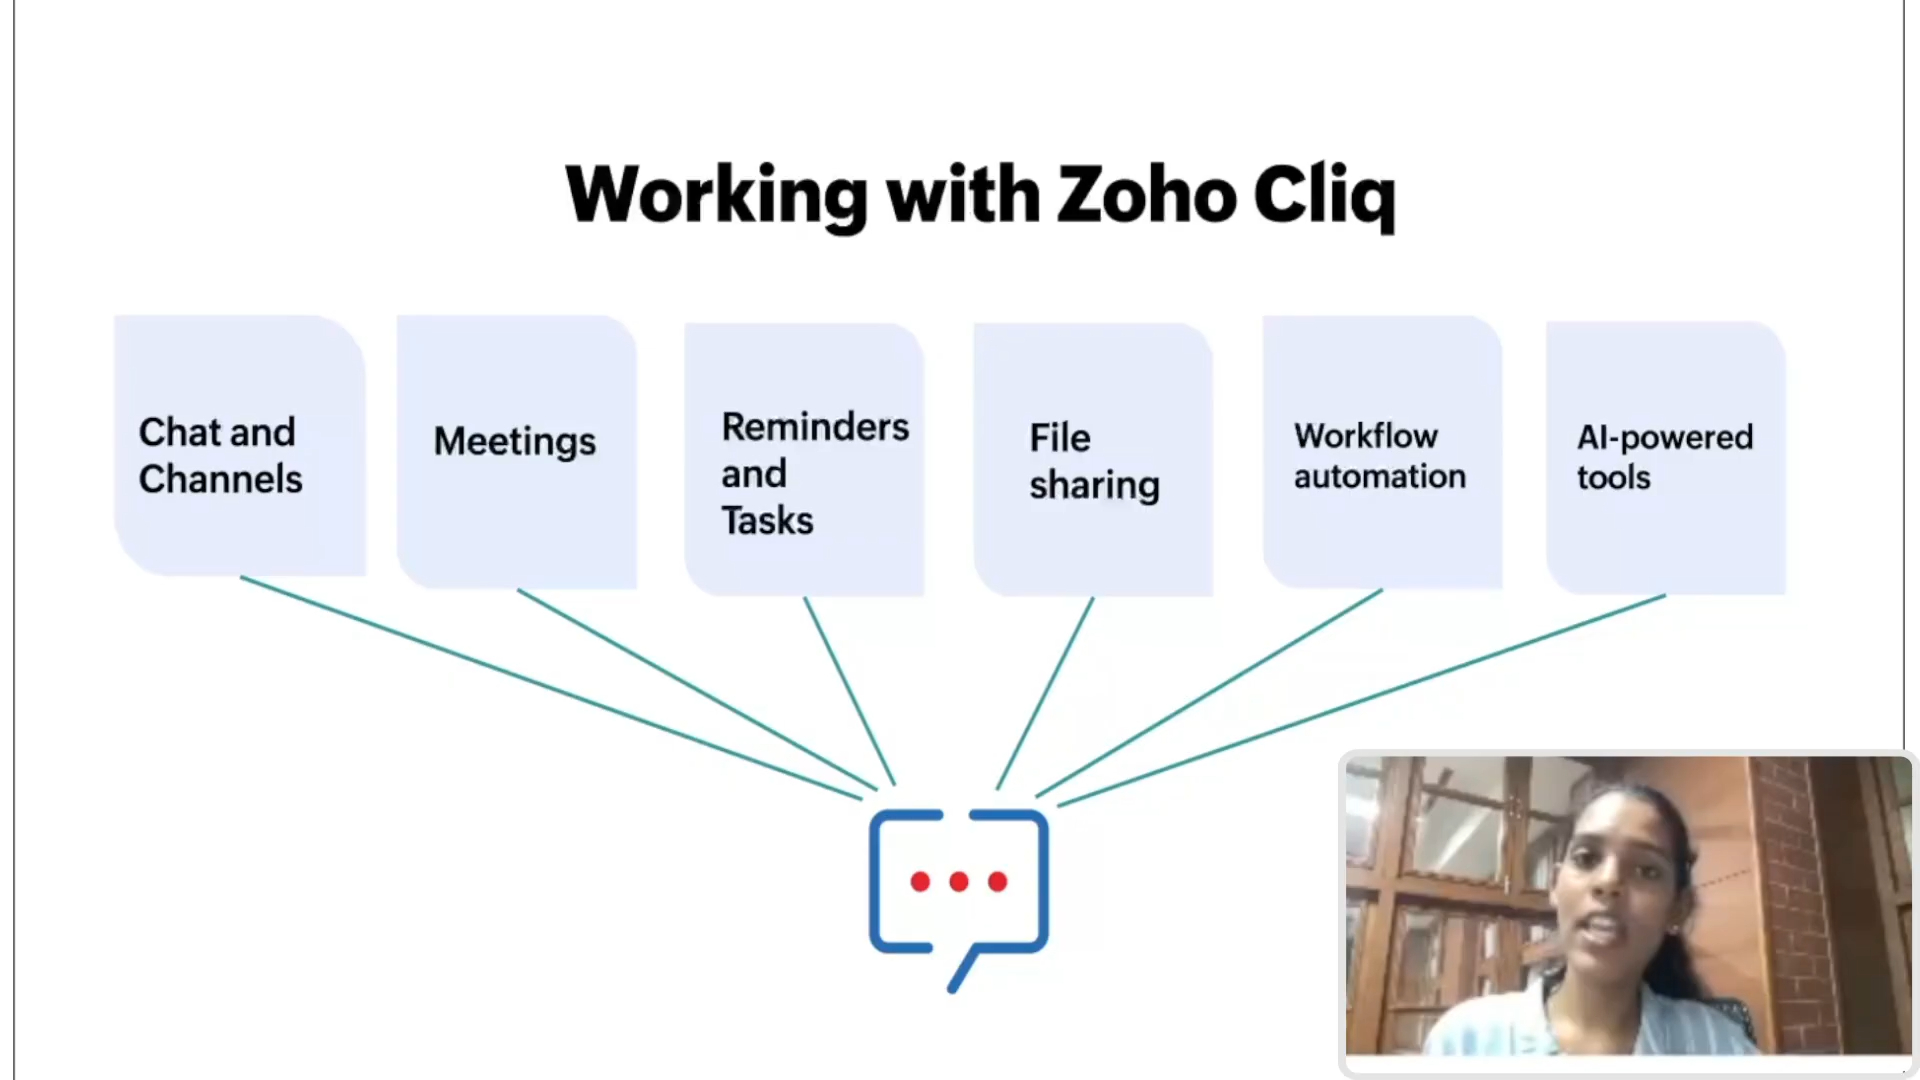 Working with Zoho Cliq
Chat and
Channels
Meetings
Reminders
and
Tasks
File
sharing
Workflow
automation
AI-powered
tools